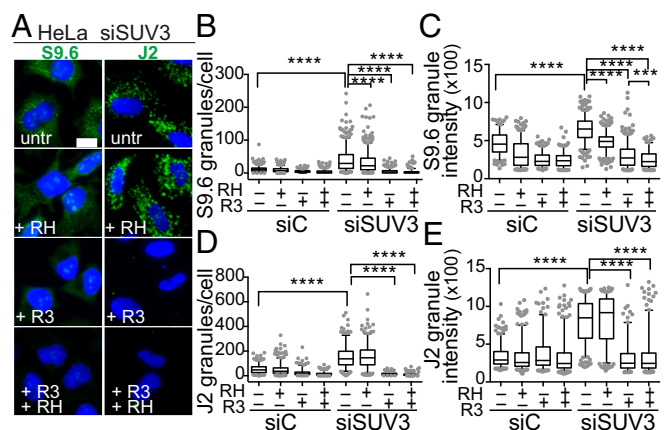 A HeLa siSUV3
S9.6 J2
untr
+ RH
+ R3
+ R3 + R3
+ RH + RH
B
S9.6 granules/cell
300
200
100
0
****
****
****
****
RH − + − + − + − +
R3 − − + + − − + +
siC siSUV3
C
S9.6 granule
intensity (x100)
15
10
5
0
****
****
****
****
***
RH − + − + − + − +
R3 − − + + − − + +
siC siSUV3
D
J2 granules/cell
800
600
400
200
0
****
****
****
RH − + − + − + − +
R3 − − + + − − + +
siC siSUV3
E
J2 granule
intensity (x100)
15
10
5
0
****
****
****
RH − + − + − + − +
R3 − − + + − − + +
siC siSUV3